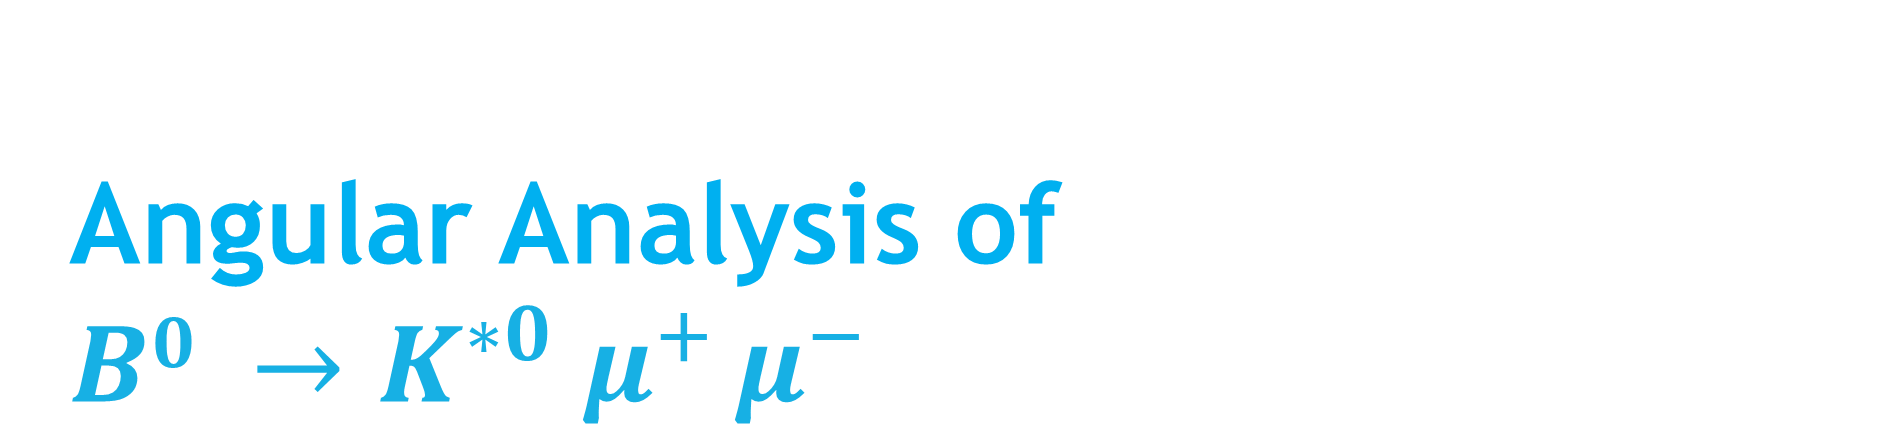 Angular Analysis of
B⁰ → K*⁰ μ⁺ μ⁻